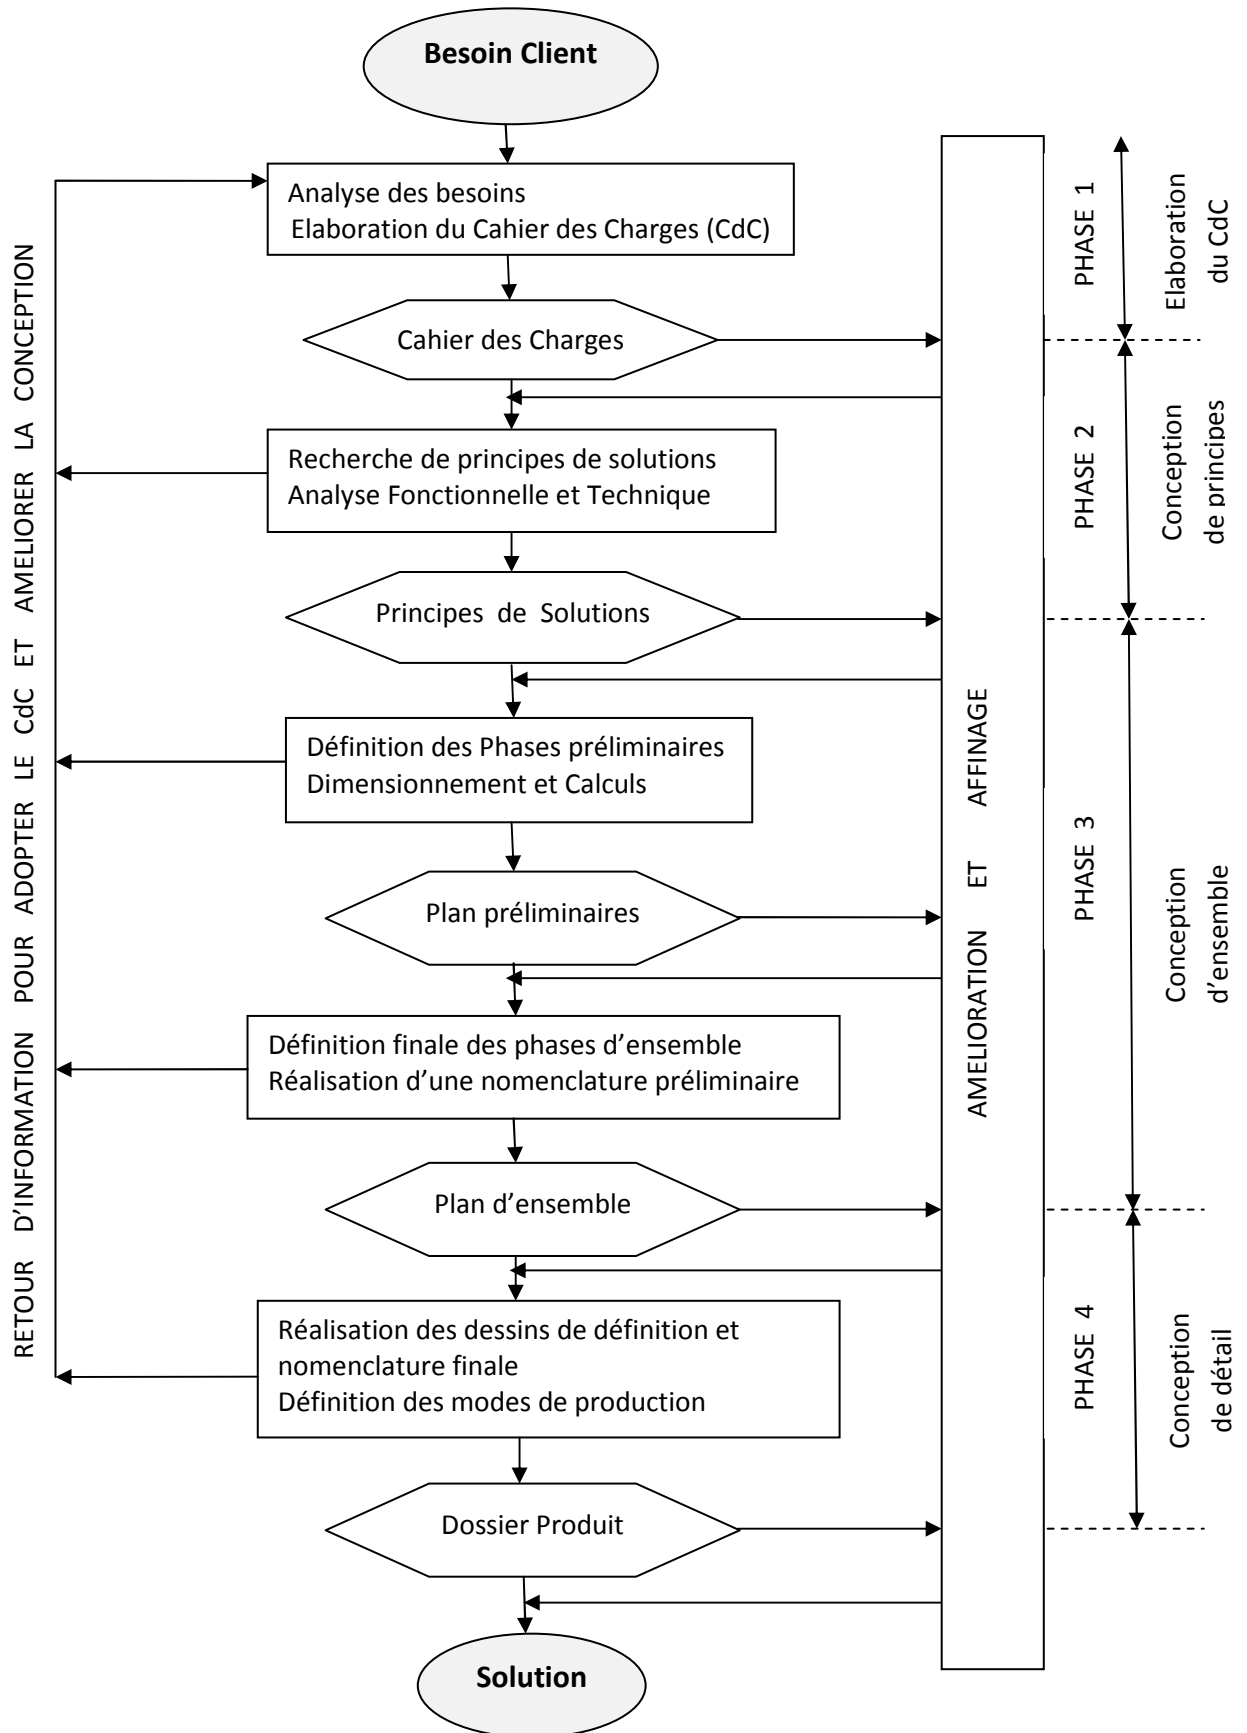 Besoin Client
Analyse des besoins
Elaboration du Cahier des Charges (CdC)
Cahier des Charges
Recherche de principes de solutions
Analyse Fonctionnelle et Technique
Principes de Solutions
Définition des Phases préliminaires
Dimensionnement et Calculs
Plan préliminaires
Définition finale des phases d’ensemble
Réalisation d’une nomenclature préliminaire
Plan d’ensemble
Réalisation des dessins de définition et
nomenclature finale
Définition des modes de production
Dossier Produit
Solution
RETOUR D’INFORMATION POUR ADOPTER LE CdC ET AMELIORER LA CONCEPTION
AMELIORATION ET AFFINAGE
PHASE 1
Elaboration
du CdC
PHASE 2
Conception
de principes
PHASE 3
Conception
d’ensemble
PHASE 4
Conception
de détail